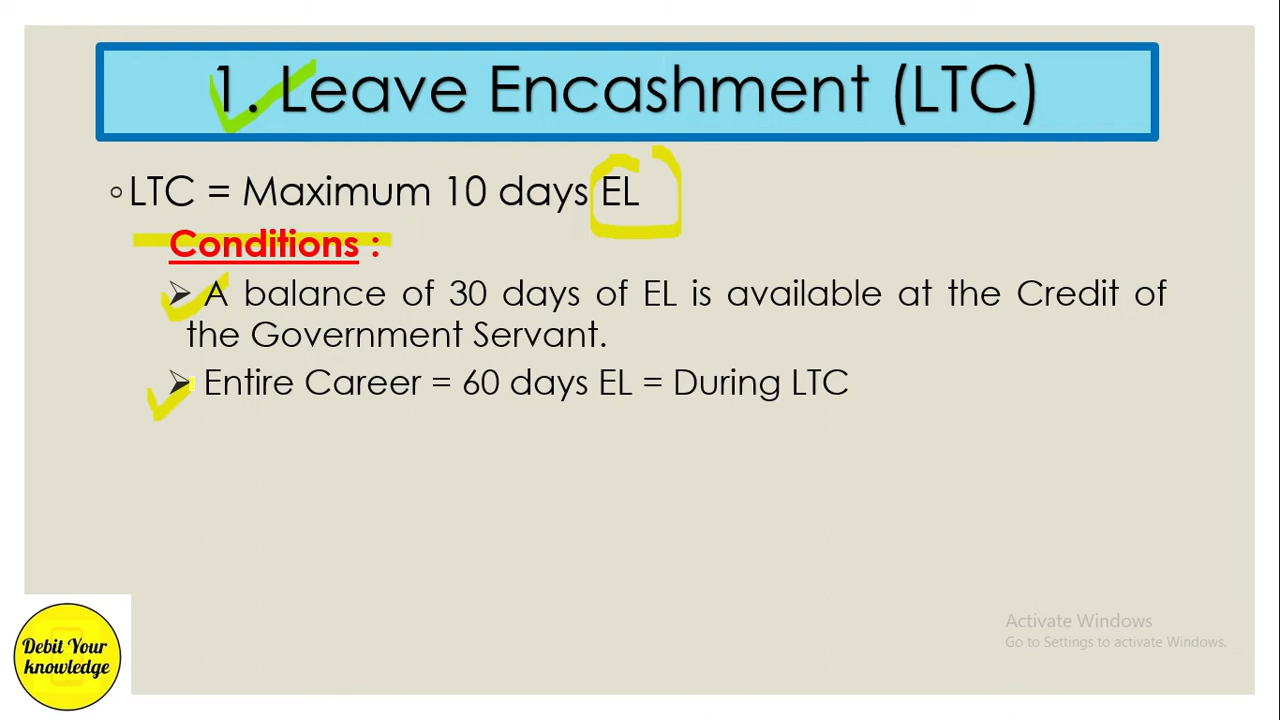 1. Leave Encashment (LTC)
◦LTC = Maximum 10 days EL
Conditions :
➢ A balance of 30 days of EL is available at the Credit of
the Government Servant.
➢ Entire Career = 60 days EL = During LTC
Activate Windows
Go to Settings to activate Windows.
Debit Your
knowledge